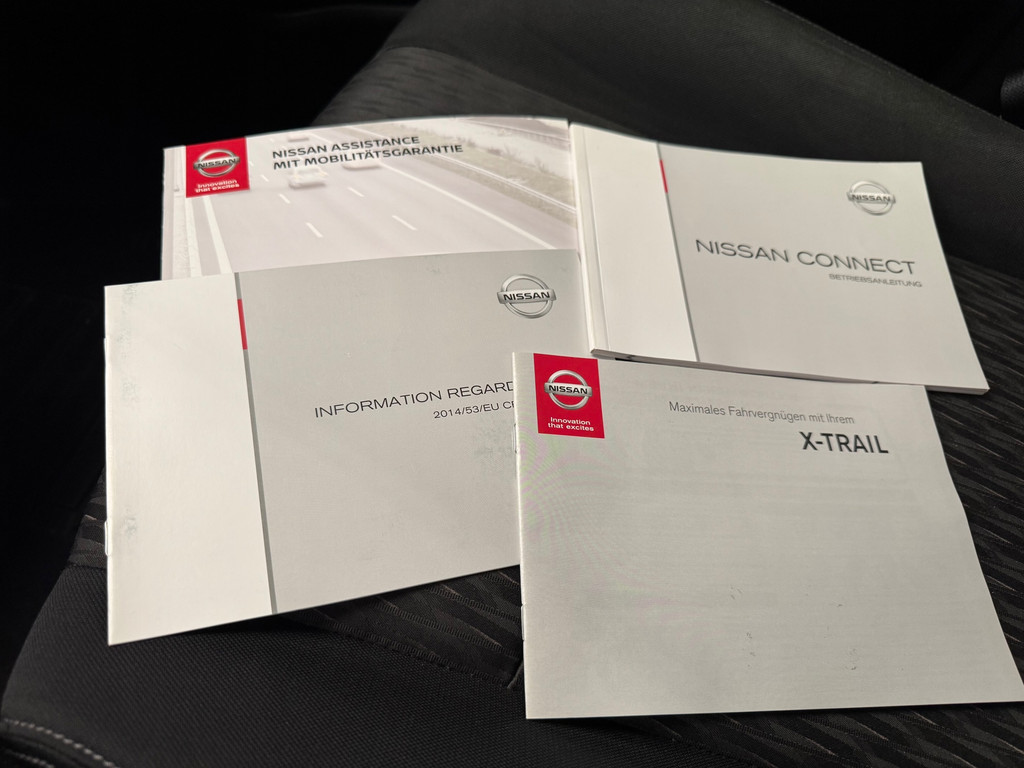 NISSAN
Innovation
that excites
NISSAN ASSISTANCE
MIT MOBILITÄTSGARANTIE
NISSAN
NISSAN CONNECT
BETRIEBSANLEITUNG
NISSAN
INFORMATION
2014/53/EU
NISSAN
Innovation
that excites
Maximales Fahrvergnügen mit Ihrem
X-TRAIL